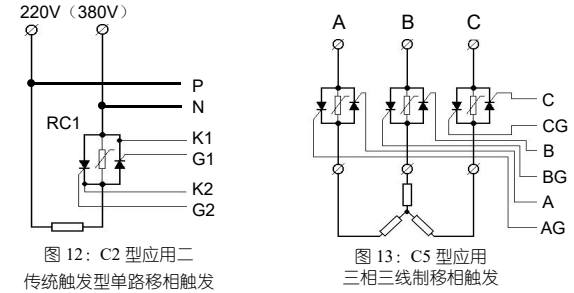 220V（380V）
P
N
RC1
K1
G1
K2
G2
图 12：C2 型应用二
传统触发型单路移相触发
A
B
C
C
CG
B
BG
A
AG
图 13：C5 型应用
三相三线制移相触发